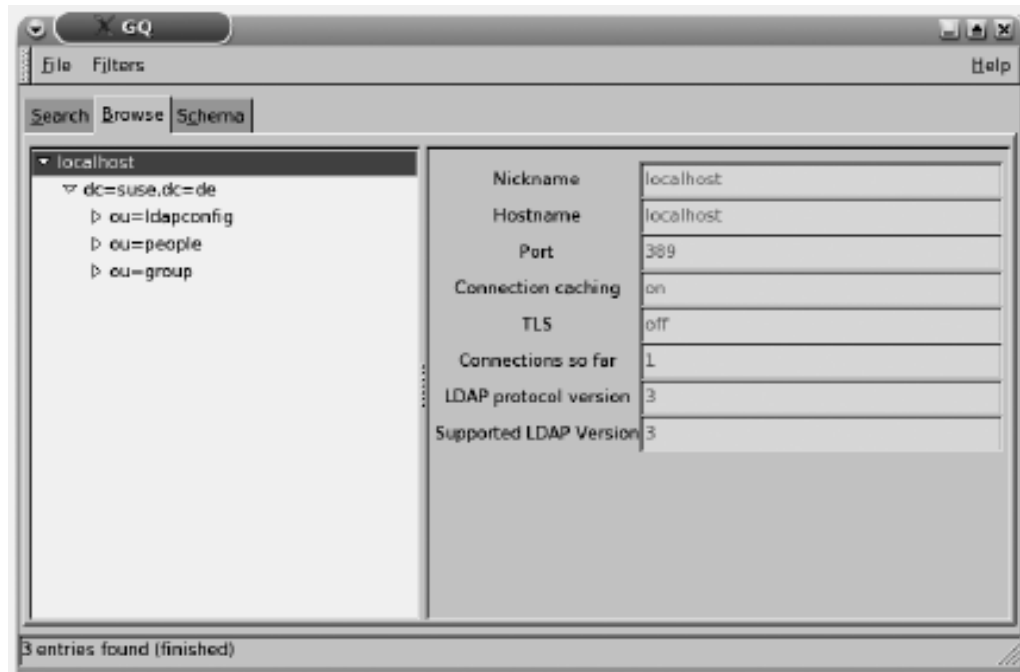 GQ
File Filters Help
Search Browse Schema
localhost
dc=suse,dc=de
ou=ldapconfig
ou=people
ou=group
Nickname localhost
Hostname localhost
Port 389
Connection caching on
TLS off
Connections so far 1
LDAP protocol version 3
Supported LDAP Version 3
3 entries found (finished)